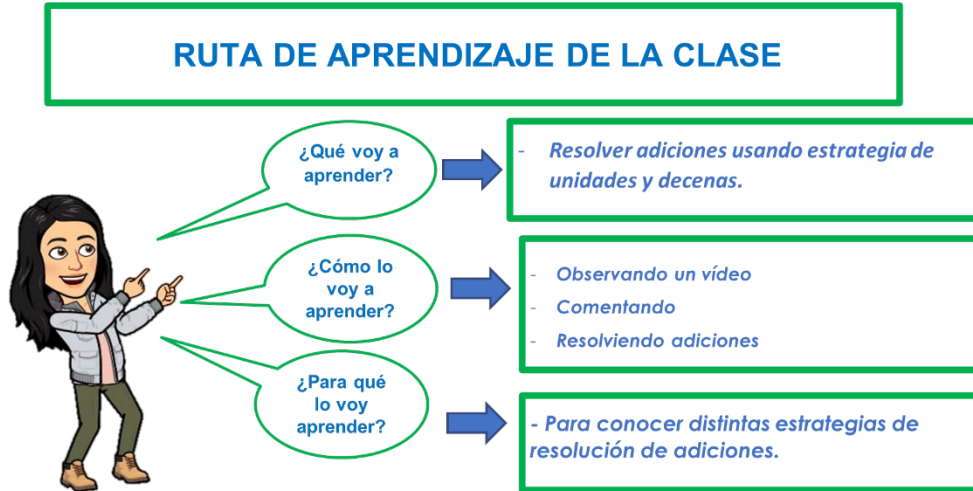 RUTA DE APRENDIZAJE DE LA CLASE
¿Qué voy a
aprender?
- Resolver adiciones usando estrategia de
unidades y decenas.
¿Cómo lo
voy a
aprender?
- Observando un vídeo
- Comentando
- Resolviendo adiciones
¿Para qué
lo voy
aprender?
- Para conocer distintas estrategias de
resolución de adiciones.